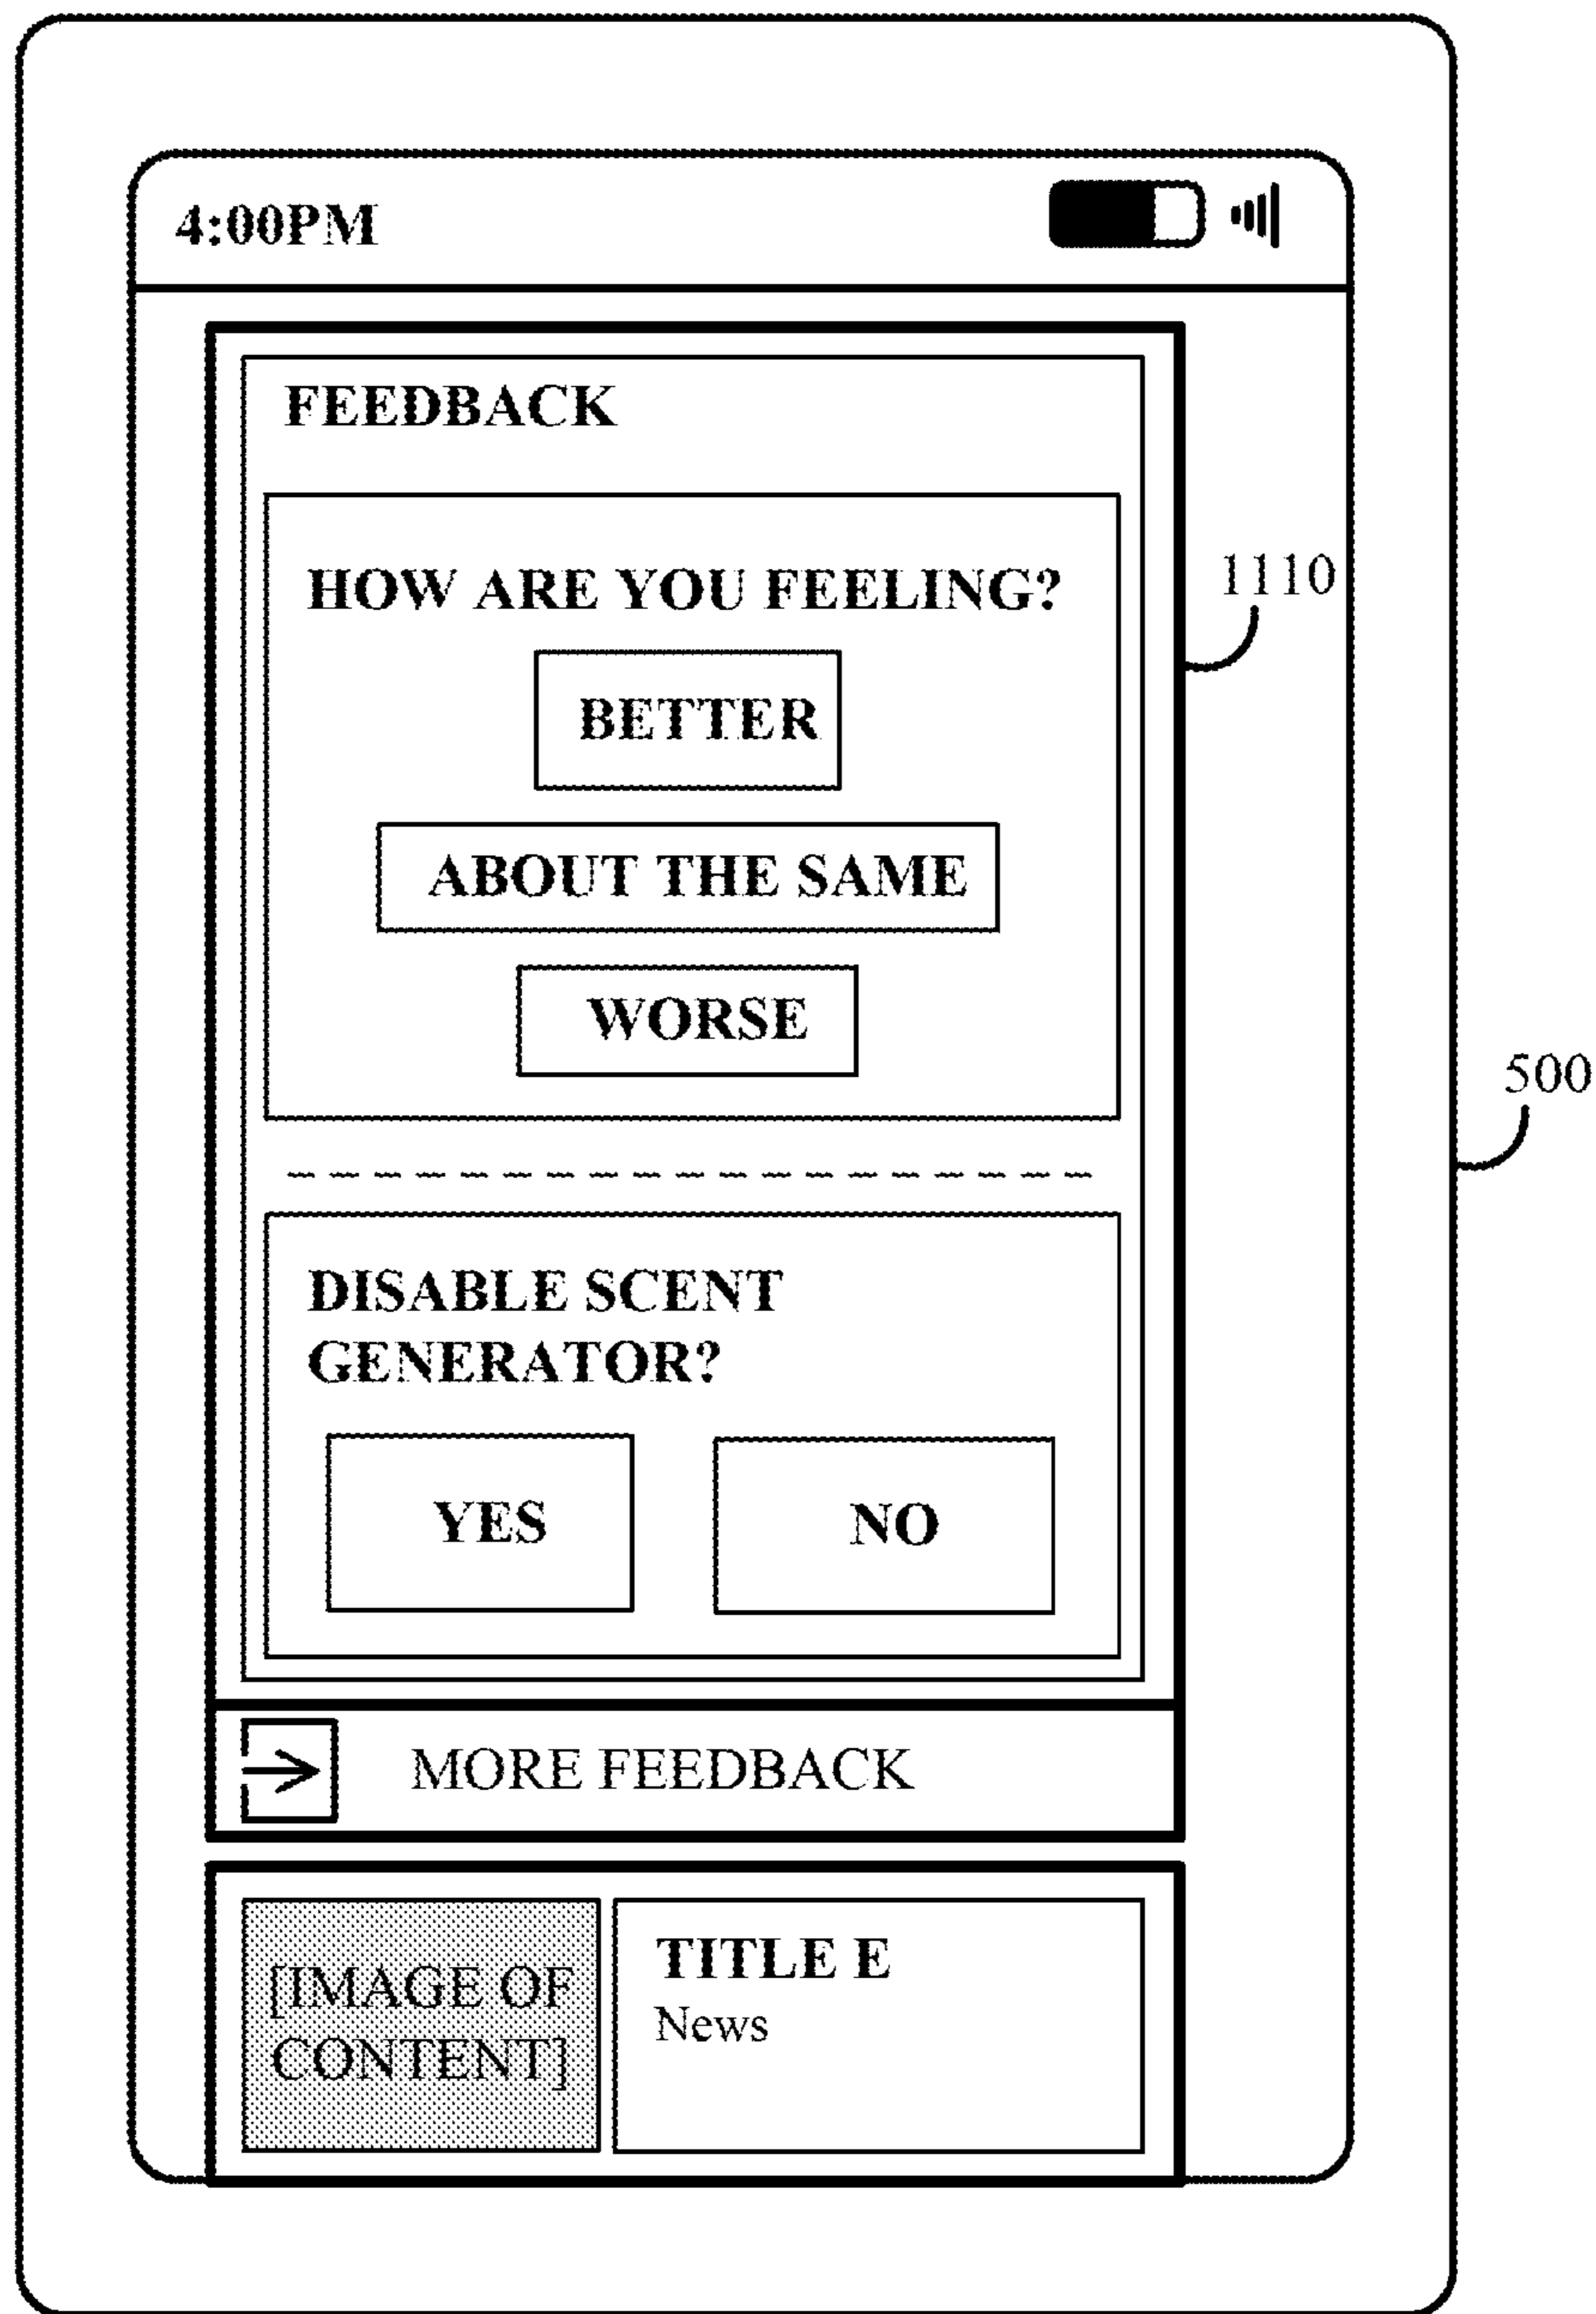 4:00PM
FEEDBACK
HOW ARE YOU FEELING?
1110
BETTER
ABOUT THE SAME
WORSE
500
DISABLE SCENT
GENERATOR?
YES
NO
MORE FEEDBACK
[IMAGE OF
CONTENT]
TITLE E
News